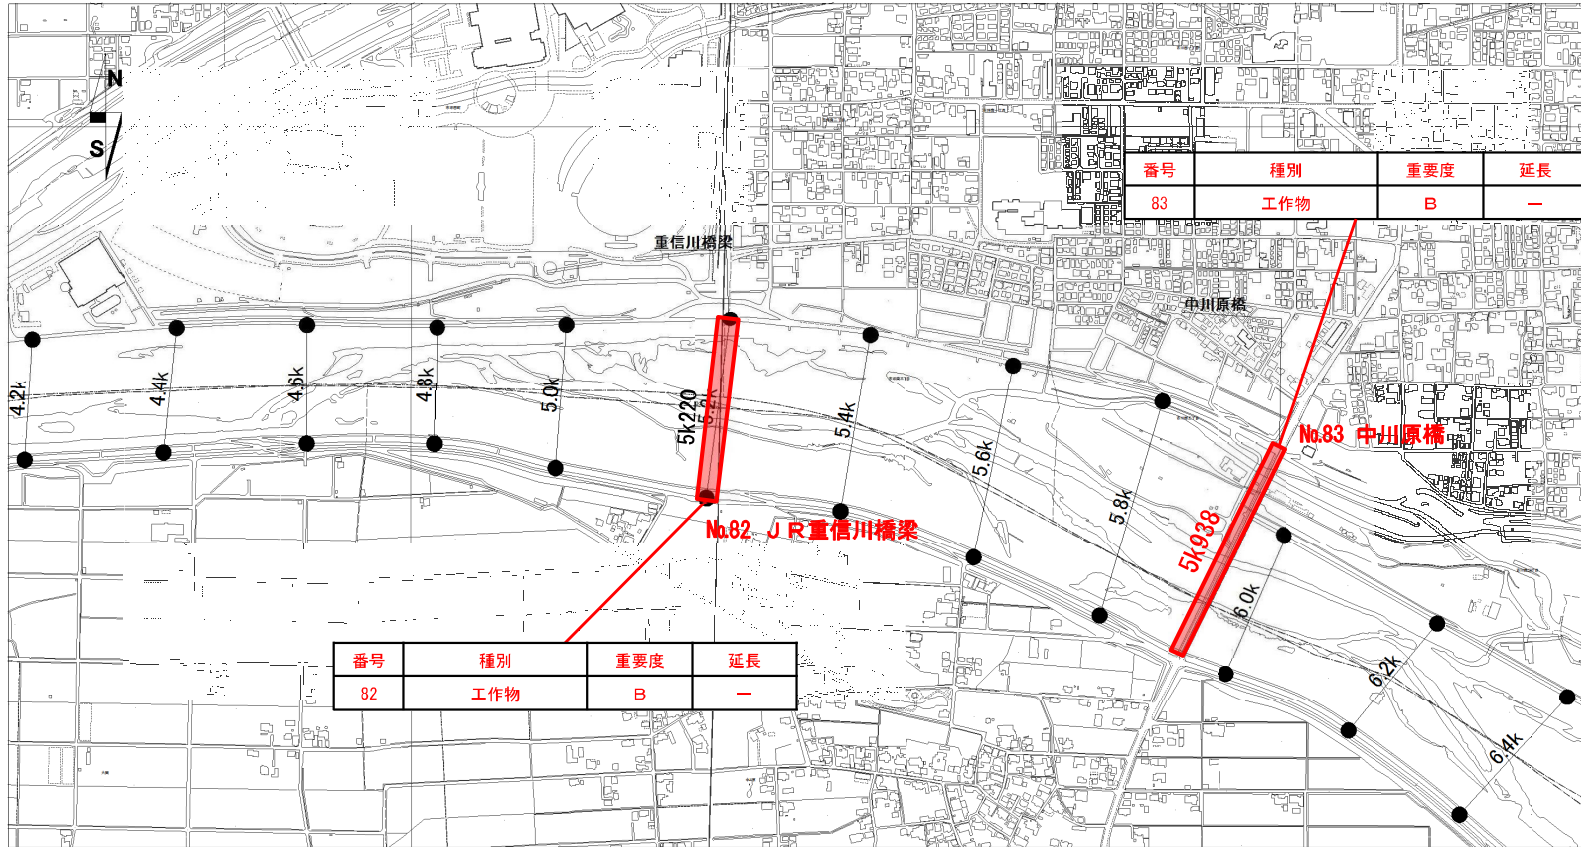 N
S
番号 種別 重要度 延長
83 工作物 B ー
重信川橋梁
中川原橋
4.2k
4.4k
4.6k
4.8k
5.0k
5k220
5.2k
5.4k
5.6k
5.8k
No.83 中川原橋
5k938
6.0k
6.2k
6.4k
No.82 JR重信川橋梁
番号 種別 重要度 延長
82 工作物 B ー